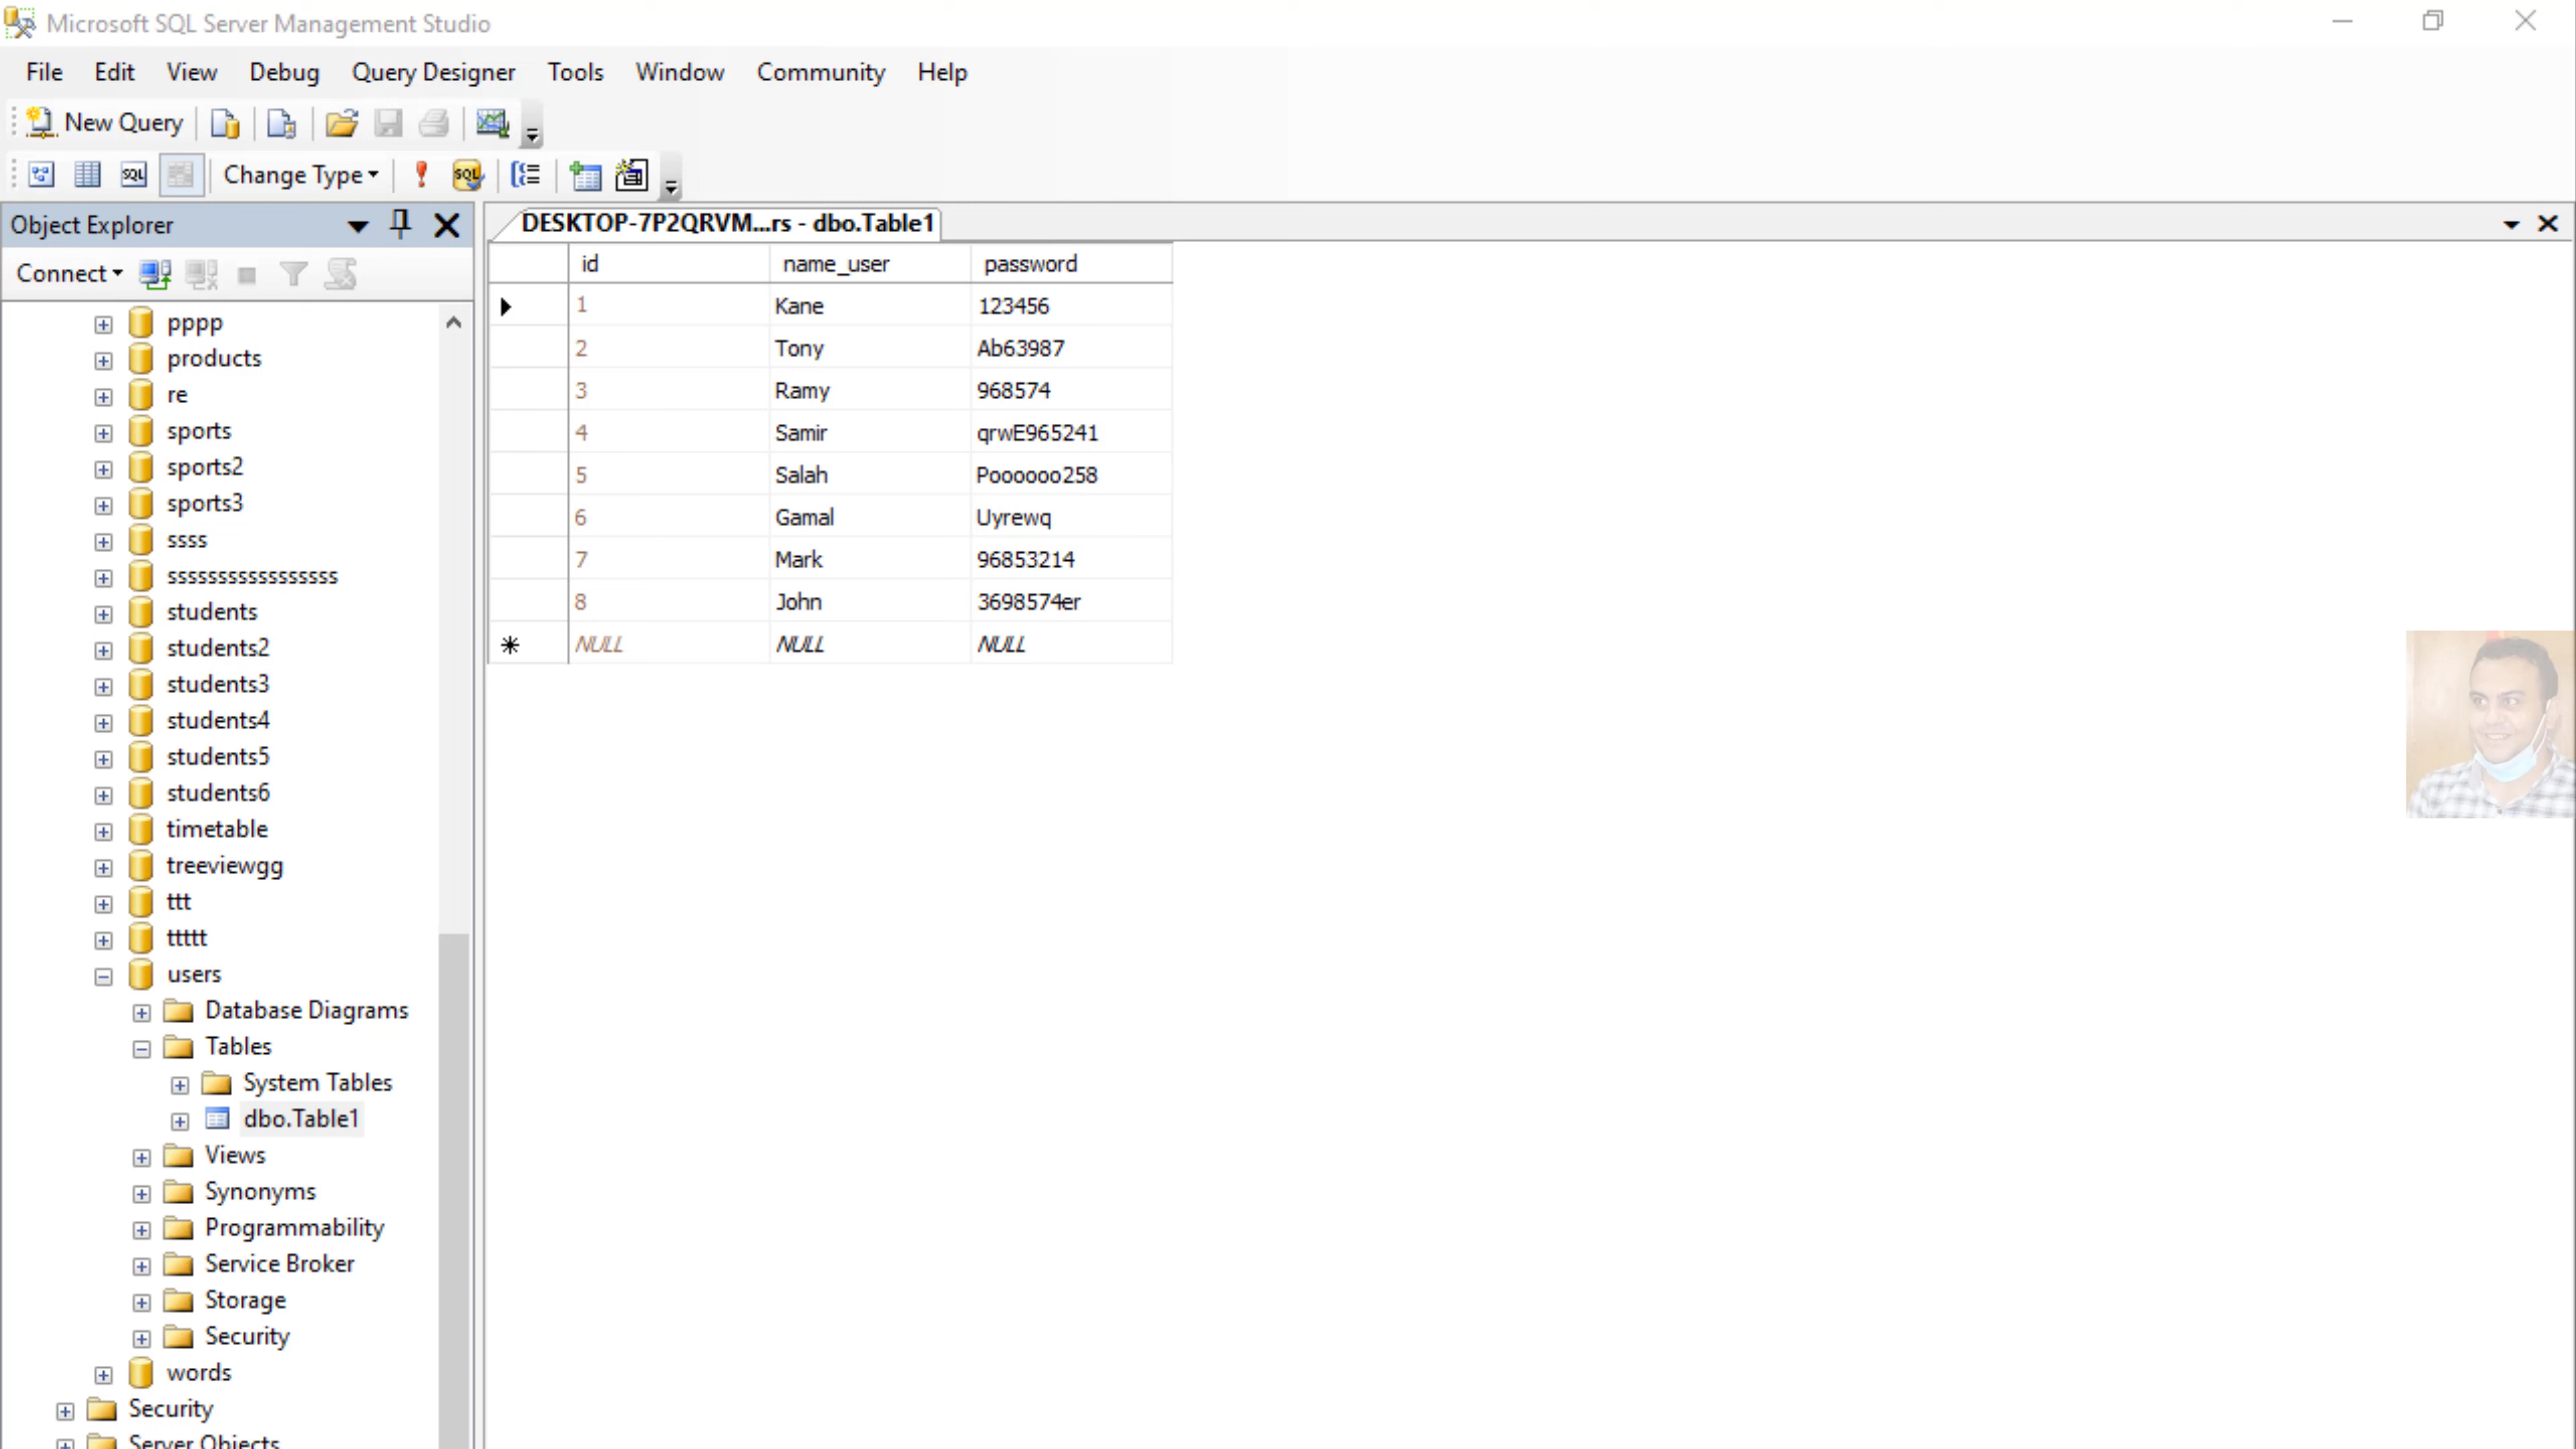 Microsoft SQL Server Management Studio
File Edit View Debug Query Designer Tools Window Community Help
New Query
SQL Change Type SQL
Object Explorer
Connect
pppp
products
re
sports
sports2
sports3
ssss
sssssssssssssssss
students
students2
students3
students4
students5
students6
timetable
treeviewgg
ttt
ttttt
users
Database Diagrams
Tables
System Tables
dbo.Table1
Views
Synonyms
Programmability
Service Broker
Storage
Security
words
Security
Server Objects
DESKTOP-7P2QRVM...rs - dbo.Table1
id name_user password
1 Kane 123456
2 Tony Ab63987
3 Ramy 968574
4 Samir qrwE965241
5 Salah Poooooo258
6 Gamal Uyrewq
7 Mark 96853214
8 John 3698574er
NULL NULL NULL